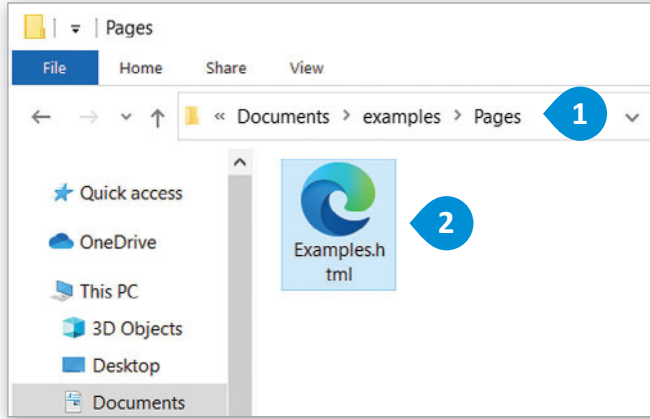 Pages
File Home Share View
« Documents > examples > Pages 1
Quick access
OneDrive
This PC
3D Objects
Desktop
Documents
Examples.h
tml
2